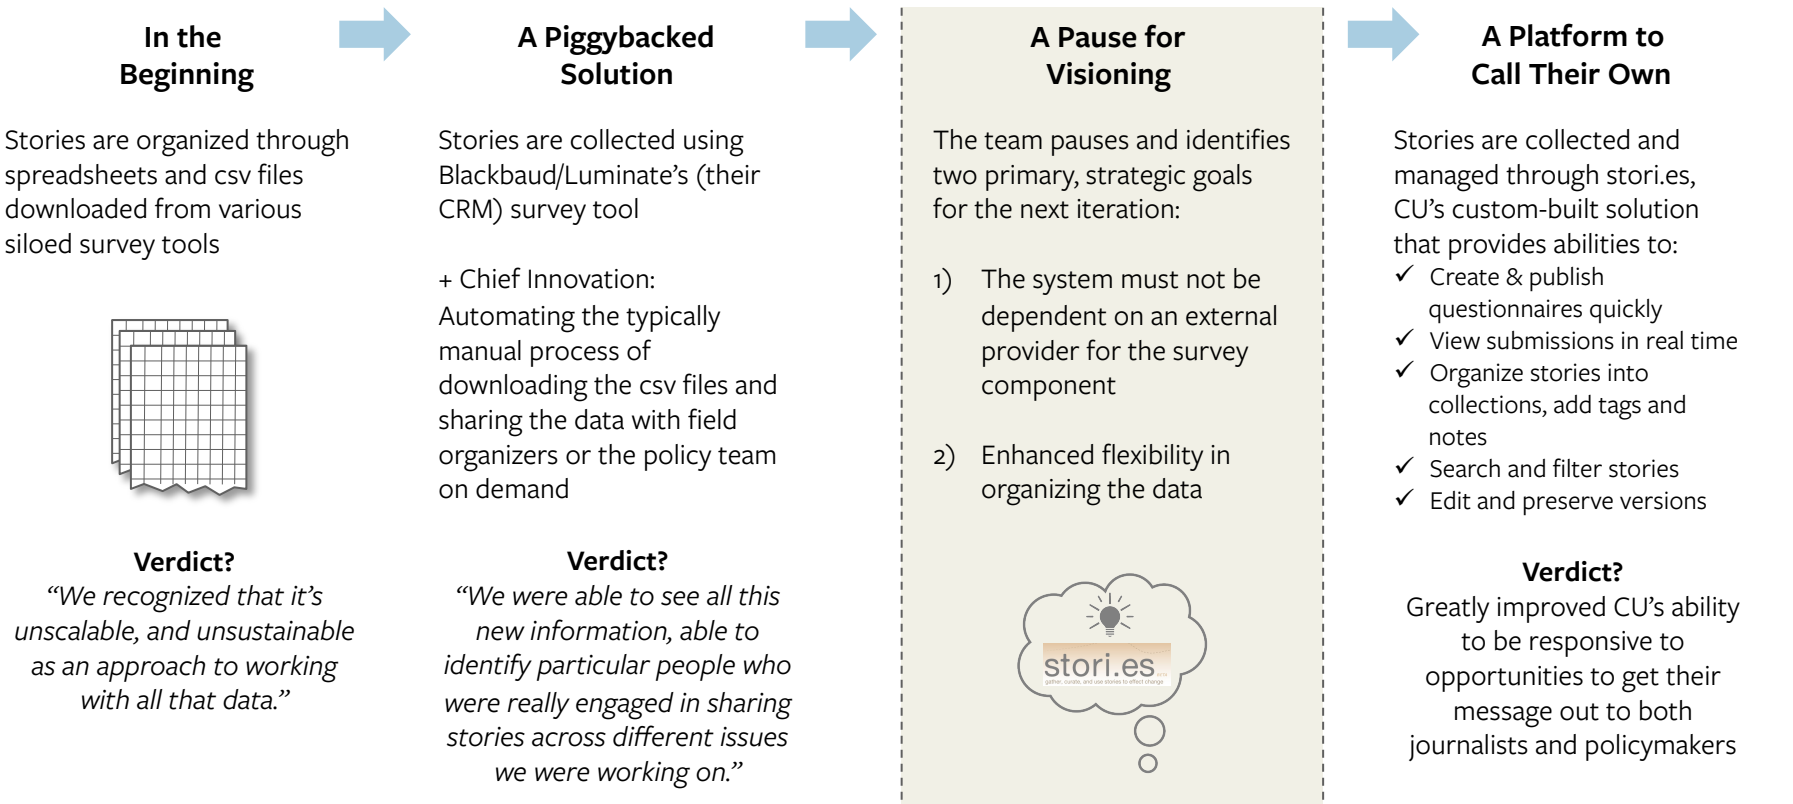 In the
Beginning
Stories are organized through
spreadsheets and csv files
downloaded from various
siloed survey tools
Verdict?
“We recognized that it’s
unscalable, and unsustainable
as an approach to working
with all that data.”
A Piggybacked
Solution
Stories are collected using
Blackbaud/Luminate’s (their
CRM) survey tool
+ Chief Innovation:
Automating the typically
manual process of
downloading the csv files and
sharing the data with field
organizers or the policy team
on demand
Verdict?
“We were able to see all this
new information, able to
identify particular people who
were really engaged in sharing
stories across different issues
we were working on.”
A Pause for
Visioning
The team pauses and identifies
two primary, strategic goals
for the next iteration:
1) The system must not be
dependent on an external
provider for the survey
component
2) Enhanced flexibility in
organizing the data
stori.es
gather, curate, and use stories to effect change
A Platform to
Call Their Own
Stories are collected and
managed through stori.es,
CU’s custom-built solution
that provides abilities to:
✓ Create & publish
questionnaires quickly
✓ View submissions in real time
✓ Organize stories into
collections, add tags and
notes
✓ Search and filter stories
✓ Edit and preserve versions
Verdict?
Greatly improved CU’s ability
to be responsive to
opportunities to get their
message out to both
journalists and policymakers